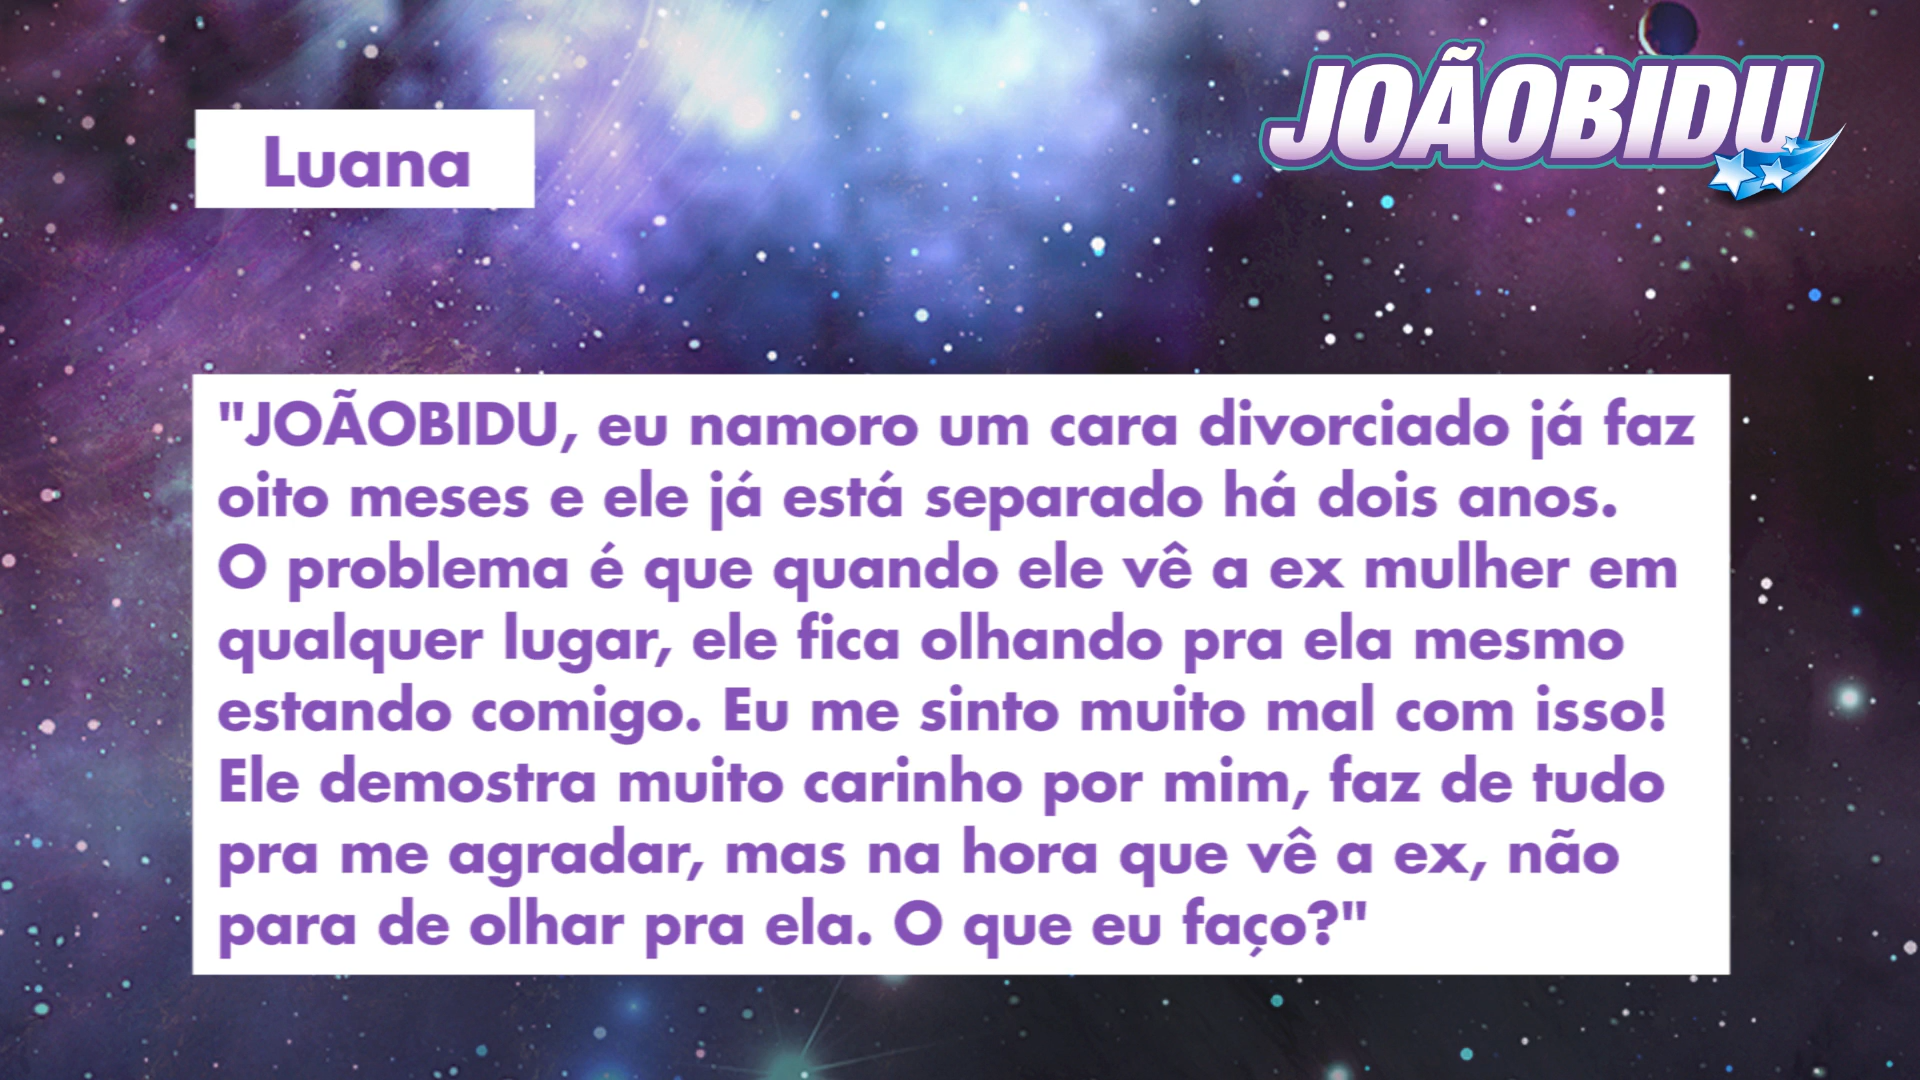 JOÃOBIDU
Luana
"JOÃOBIDU, eu namoro um cara divorciado já faz
oito meses e ele já está separado há dois anos.
O problema é que quando ele vê a ex mulher em
qualquer lugar, ele fica olhando pra ela mesmo
estando comigo. Eu me sinto muito mal com isso!
Ele demostra muito carinho por mim, faz de tudo
pra me agradar, mas na hora que vê a ex, não
para de olhar pra ela. O que eu faço?"